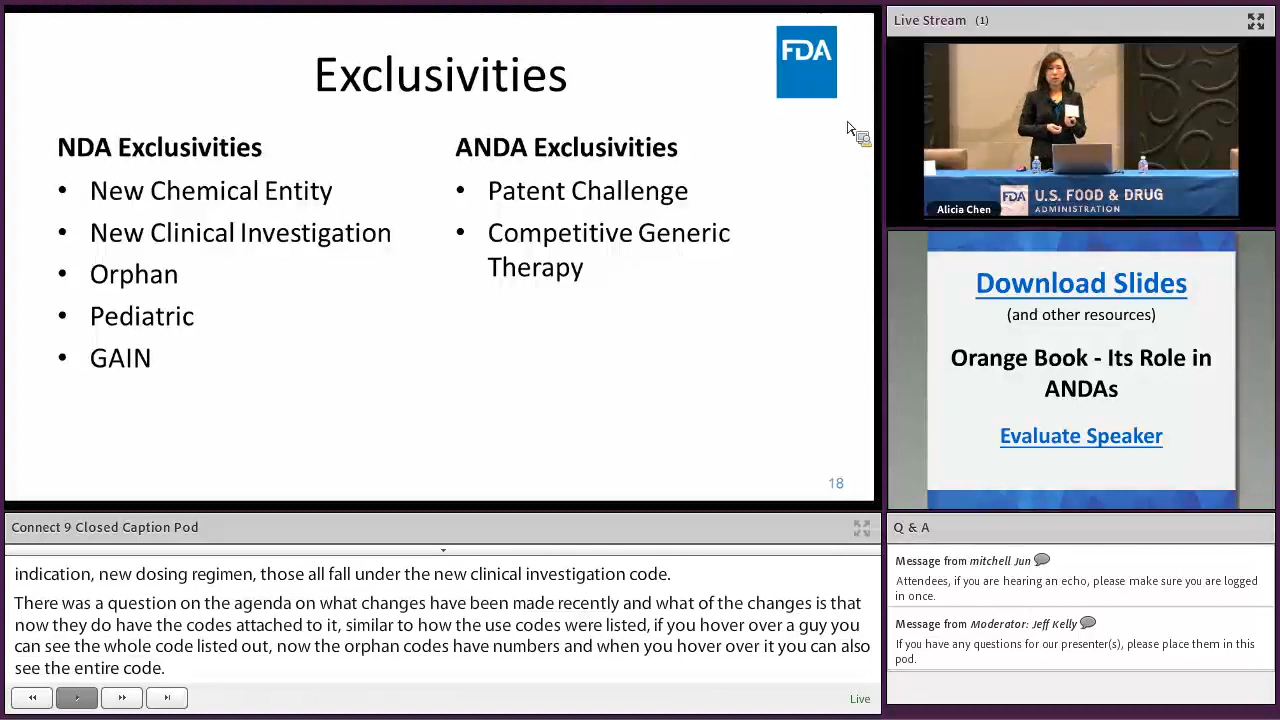 Exclusivities
FDA
NDA Exclusivities
• New Chemical Entity
• New Clinical Investigation
• Orphan
• Pediatric
• GAIN
ANDA Exclusivities
• Patent Challenge
• Competitive Generic
Therapy
18
Live Stream (1)
Alicia Chen
FDA U.S. FOOD & DRUG
ADMINISTRATION
Download Slides
(and other resources)
Orange Book - Its Role in
ANDAs
Evaluate Speaker
Connect 9 Closed Caption Pod
indication, new dosing regimen, those all fall under the new clinical investigation code.
There was a question on the agenda on what changes have been made recently and what of the changes is that
now they do have the codes attached to it, similar to how the use codes were listed, if you hover over a guy you
can see the whole code listed out, now the orphan codes have numbers and when you hover over it you can also
see the entire code.
Live
Q & A
Message from mitchell Jun
Attendees, if you are hearing an echo, please make sure you are logged
in once.
Message from Moderator: Jeff Kelly
If you have any questions for our presenter(s), please place them in this
pod.